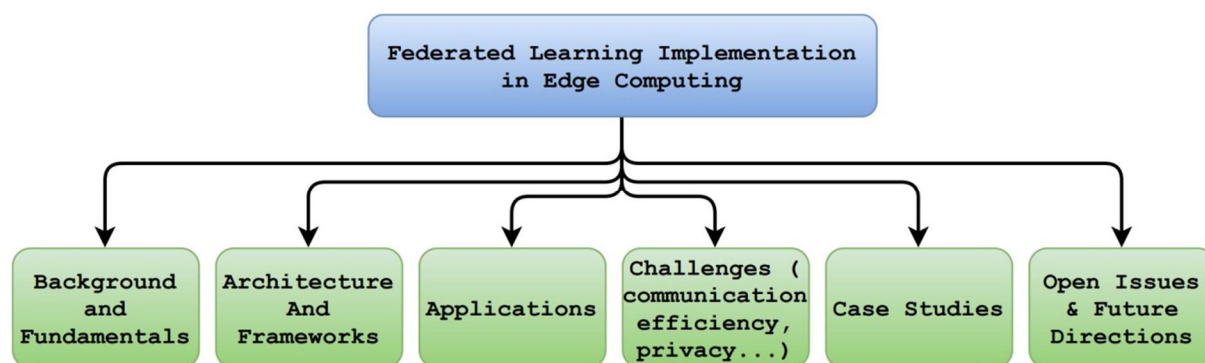 Federated Learning Implementation
in Edge Computing
Background
and
Fundamentals
Architecture
And
Frameworks
Applications
Challenges (
communication
efficiency,
privacy...)
Case Studies
Open Issues
& Future
Directions